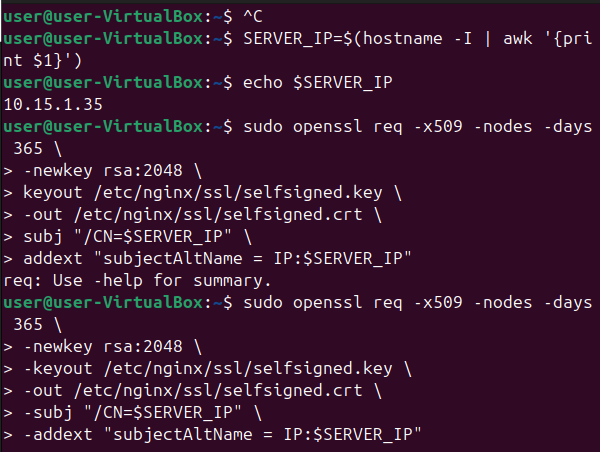 user@user-VirtualBox:~$ ^C
user@user-VirtualBox:~$ SERVER_IP=$(hostname -I | awk '{pri
nt $1}')
user@user-VirtualBox:~$ echo $SERVER_IP
10.15.1.35
user@user-VirtualBox:~$ sudo openssl req -x509 -nodes -days
 365 \
> -newkey rsa:2048 \
> keyout /etc/nginx/ssl/selfsigned.key \
> -out /etc/nginx/ssl/selfsigned.crt \
> subj "/CN=$SERVER_IP" \
> addext "subjectAltName = IP:$SERVER_IP"
req: Use -help for summary.
user@user-VirtualBox:~$ sudo openssl req -x509 -nodes -days
 365 \
> -newkey rsa:2048 \
> -keyout /etc/nginx/ssl/selfsigned.key \
> -out /etc/nginx/ssl/selfsigned.crt \
> -subj "/CN=$SERVER_IP" \
> -addext "subjectAltName = IP:$SERVER_IP"